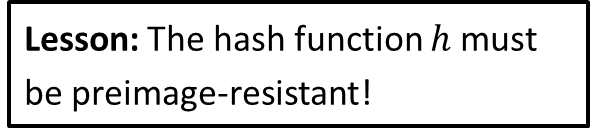 Lesson: The hash function h must
be preimage-resistant!